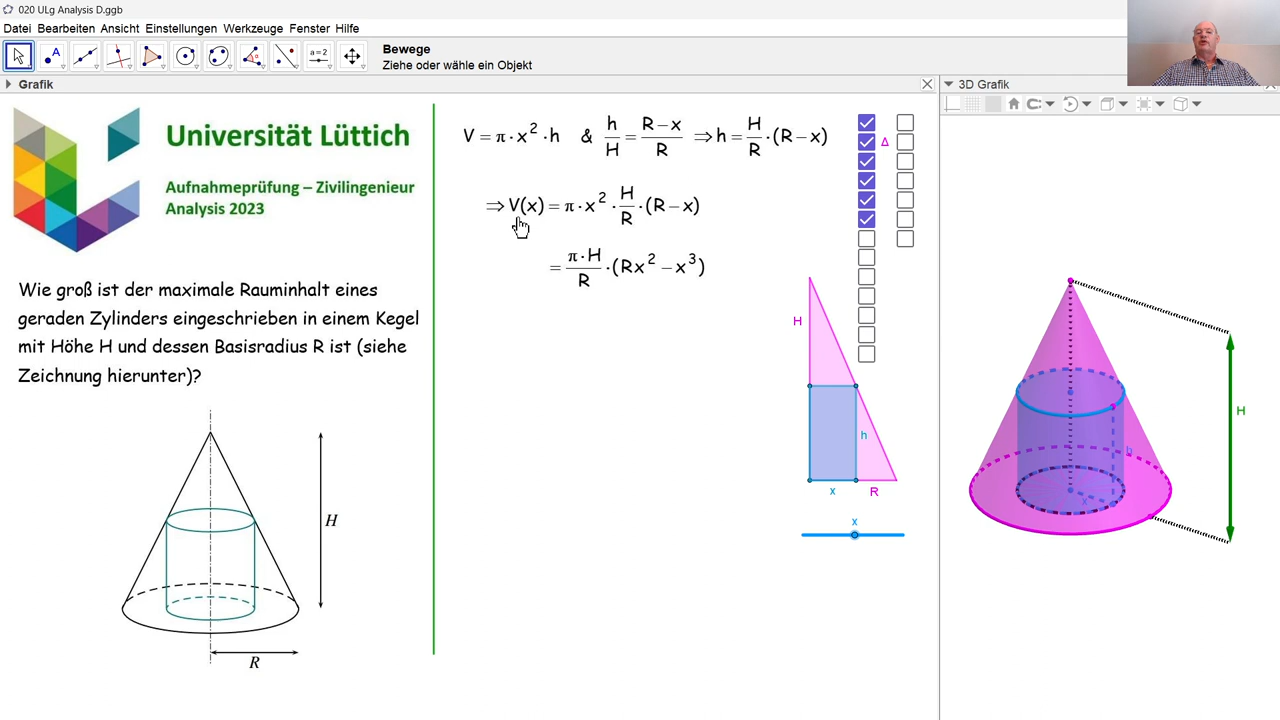 020 ULg Analysis D.ggb
Datei Bearbeiten Ansicht Einstellungen Werkzeuge Fenster Hilfe
A
a=2
Bewege
Ziehe oder wähle ein Objekt
Grafik
3D Grafik
Universität Lüttich
Aufnahmeprüfung – Zivilingenieur
Analysis 2023
Wie groß ist der maximale Rauminhalt eines
geraden Zylinders eingeschrieben in einem Kegel
mit Höhe H und dessen Basisradius R ist (siehe
Zeichnung hierunter)?
H
R
V = π · x² · h & h/H = R−x/R ⇒ h = H/R · (R−x)
⇒ V(x) = π · x² · H/R · (R−x)
= π·H/R · (Rx² − x³)
Δ
H
h
x
R
x
H
h
x